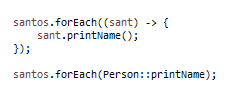 santos.forEach((sant) -> {
    sant.printName();
});

santos.forEach(Person::printName);